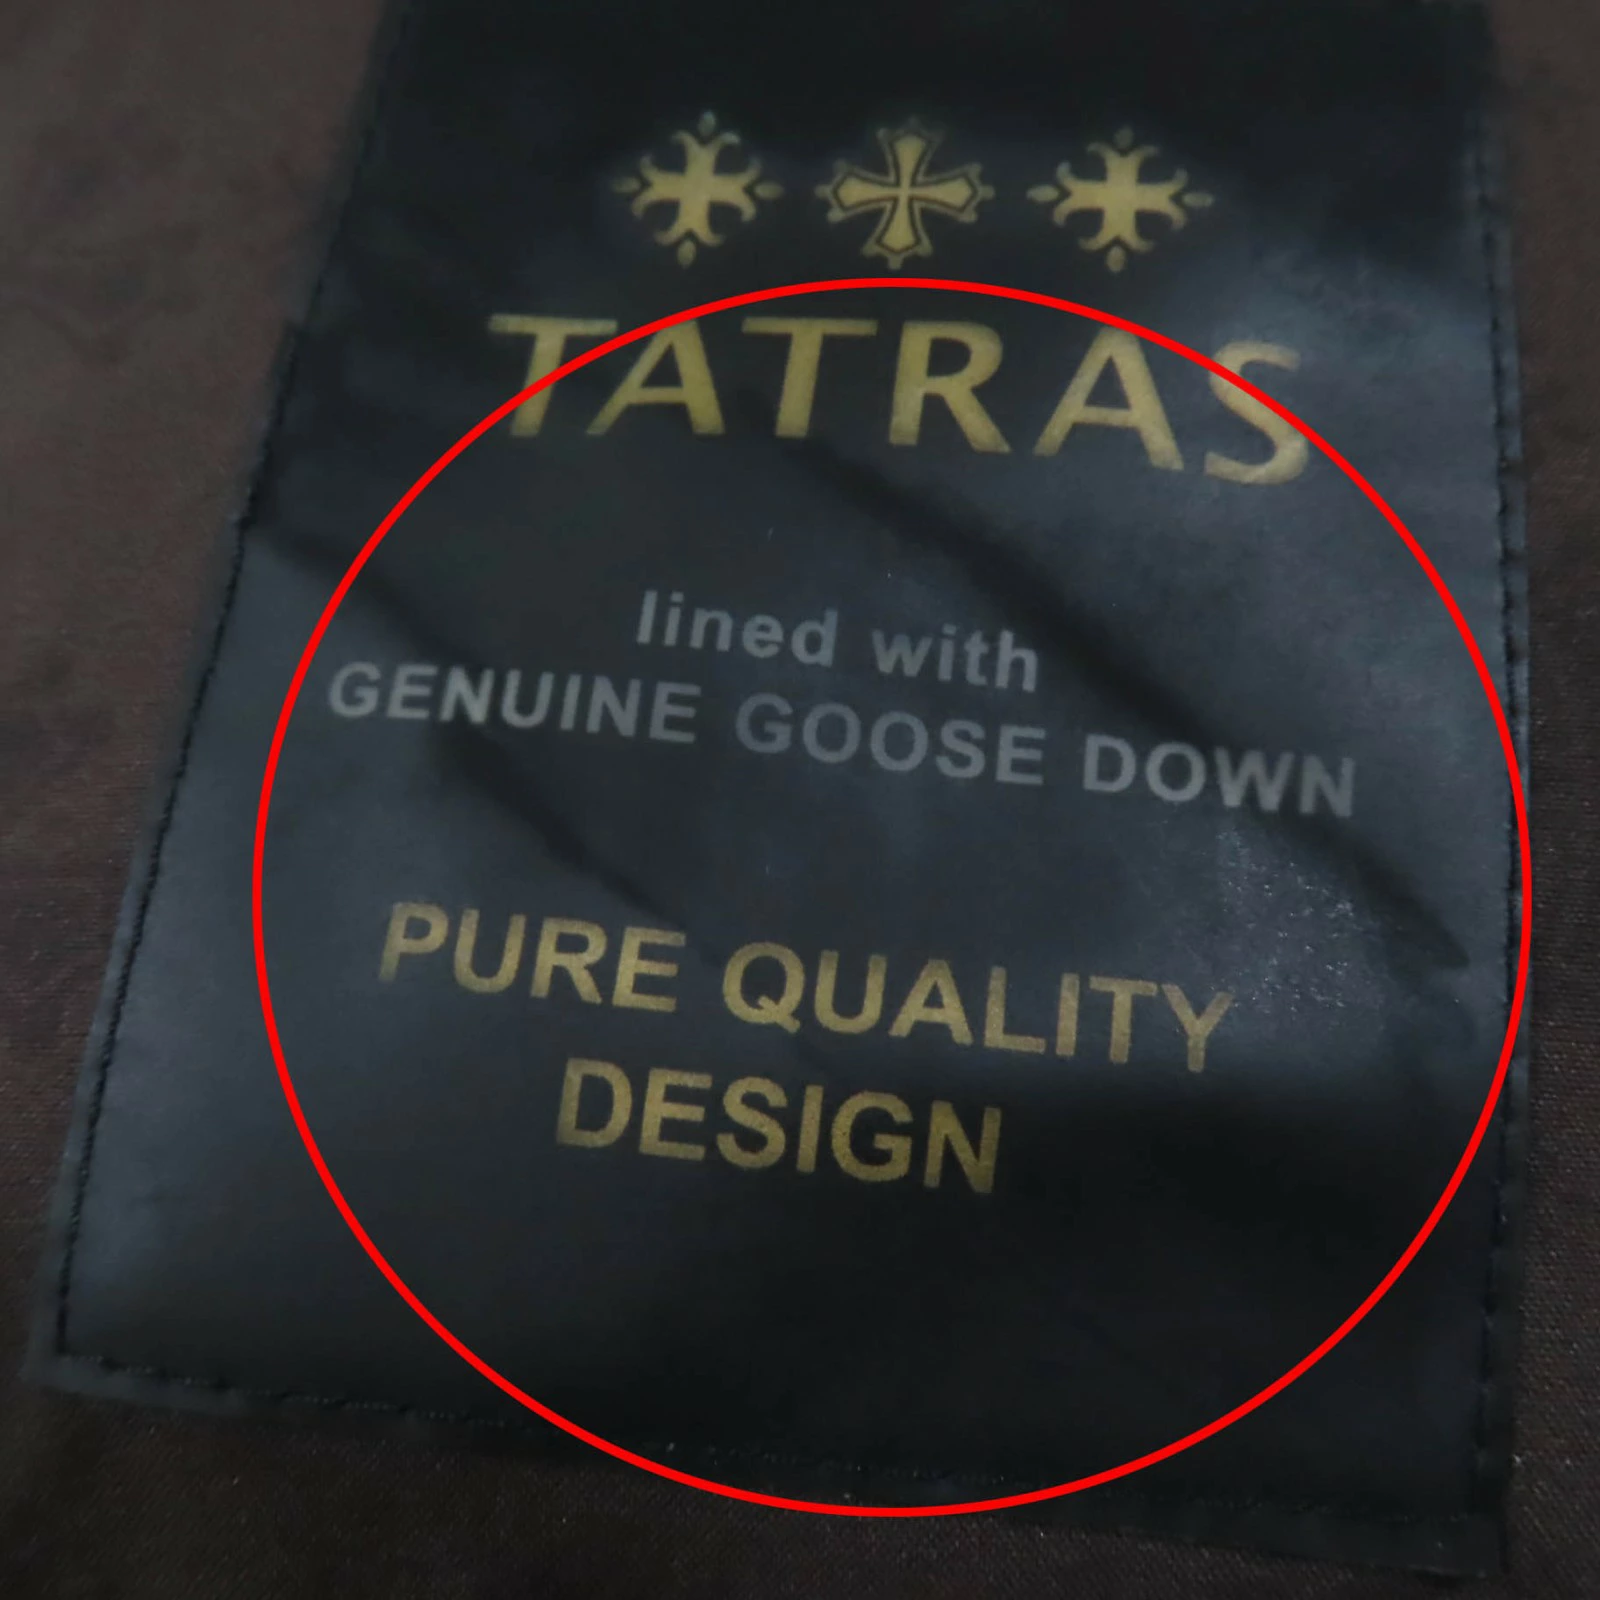 TATRAS
lined with
GENUINE GOOSE DOWN
PURE QUALITY
DESIGN